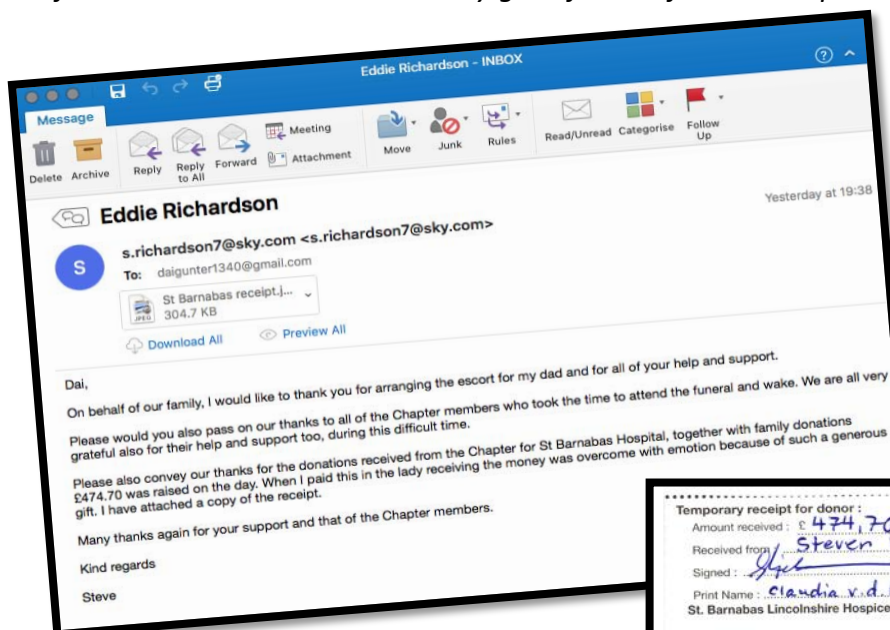 Eddie Richardson - INBOX
Message
Delete
Archive
Reply
Reply to All
Forward
Meeting
Attachment
Move
Junk
Rules
Read/Unread
Categorise
Follow Up
Eddie Richardson
Yesterday at 19:38
S
s.richardson7@sky.com <s.richardson7@sky.com>
To: daigunter1340@gmail.com
JPEG
St Barnabas receipt.j...
304.7 KB
Download All
Preview All
Dai,
On behalf of our family, I would like to thank you for arranging the escort for my dad and for all of your help and support.
Please would you also pass on our thanks to all of the Chapter members who took the time to attend the funeral and wake. We are all very
grateful also for their help and support too, during this difficult time.
Please also convey our thanks for the donations received from the Chapter for St Barnabas Hospital, together with family donations
£474.70 was raised on the day. When I paid this in the lady receiving the money was overcome with emotion because of such a generous
gift. I have attached a copy of the receipt.
Many thanks again for your support and that of the Chapter members.
Kind regards
Steve
Temporary receipt for donor :
Amount received : £ 474,70
Received from Steven
Signed :
Print Name : Claudia v.d.
St. Barnabas Lincolnshire Hospice